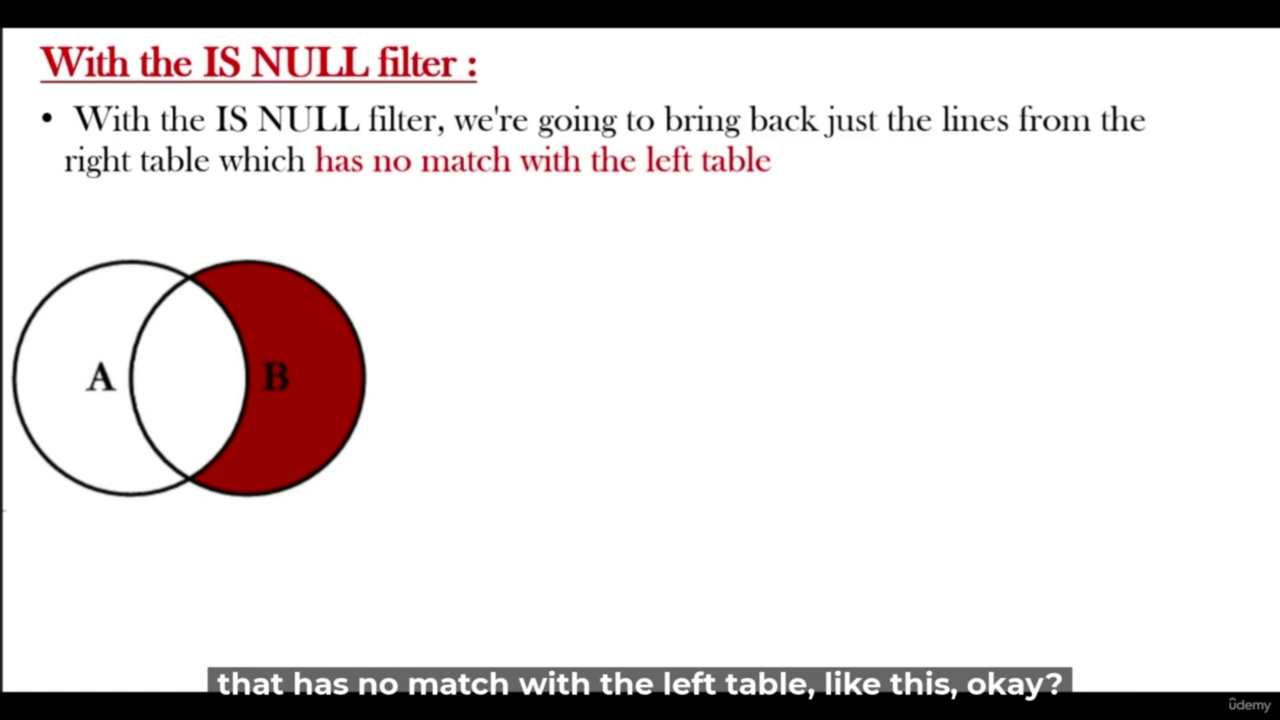 With the IS NULL filter :
• With the IS NULL filter, we're going to bring back just the lines from the
right table which has no match with the left table
A
B
that has no match with the left table, like this, okay?
ûdemy